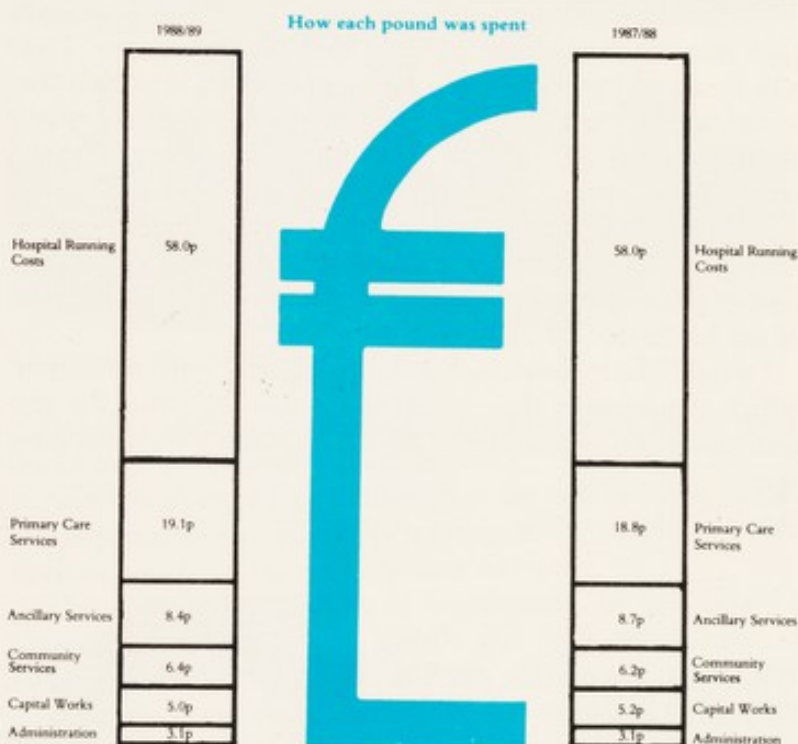 How each pound was spent
1988/89
Hospital Running
Costs
58.0p
Primary Care
Services
19.1p
Ancillary Services
8.4p
Community
Services
6.4p
Capital Works
5.0p
Administration
3.1p
1987/88
58.0p
Hospital Running
Costs
18.8p
Primary Care
Services
8.7p
Ancillary Services
6.2p
Community
Services
5.2p
Capital Works
3.1p
Administration